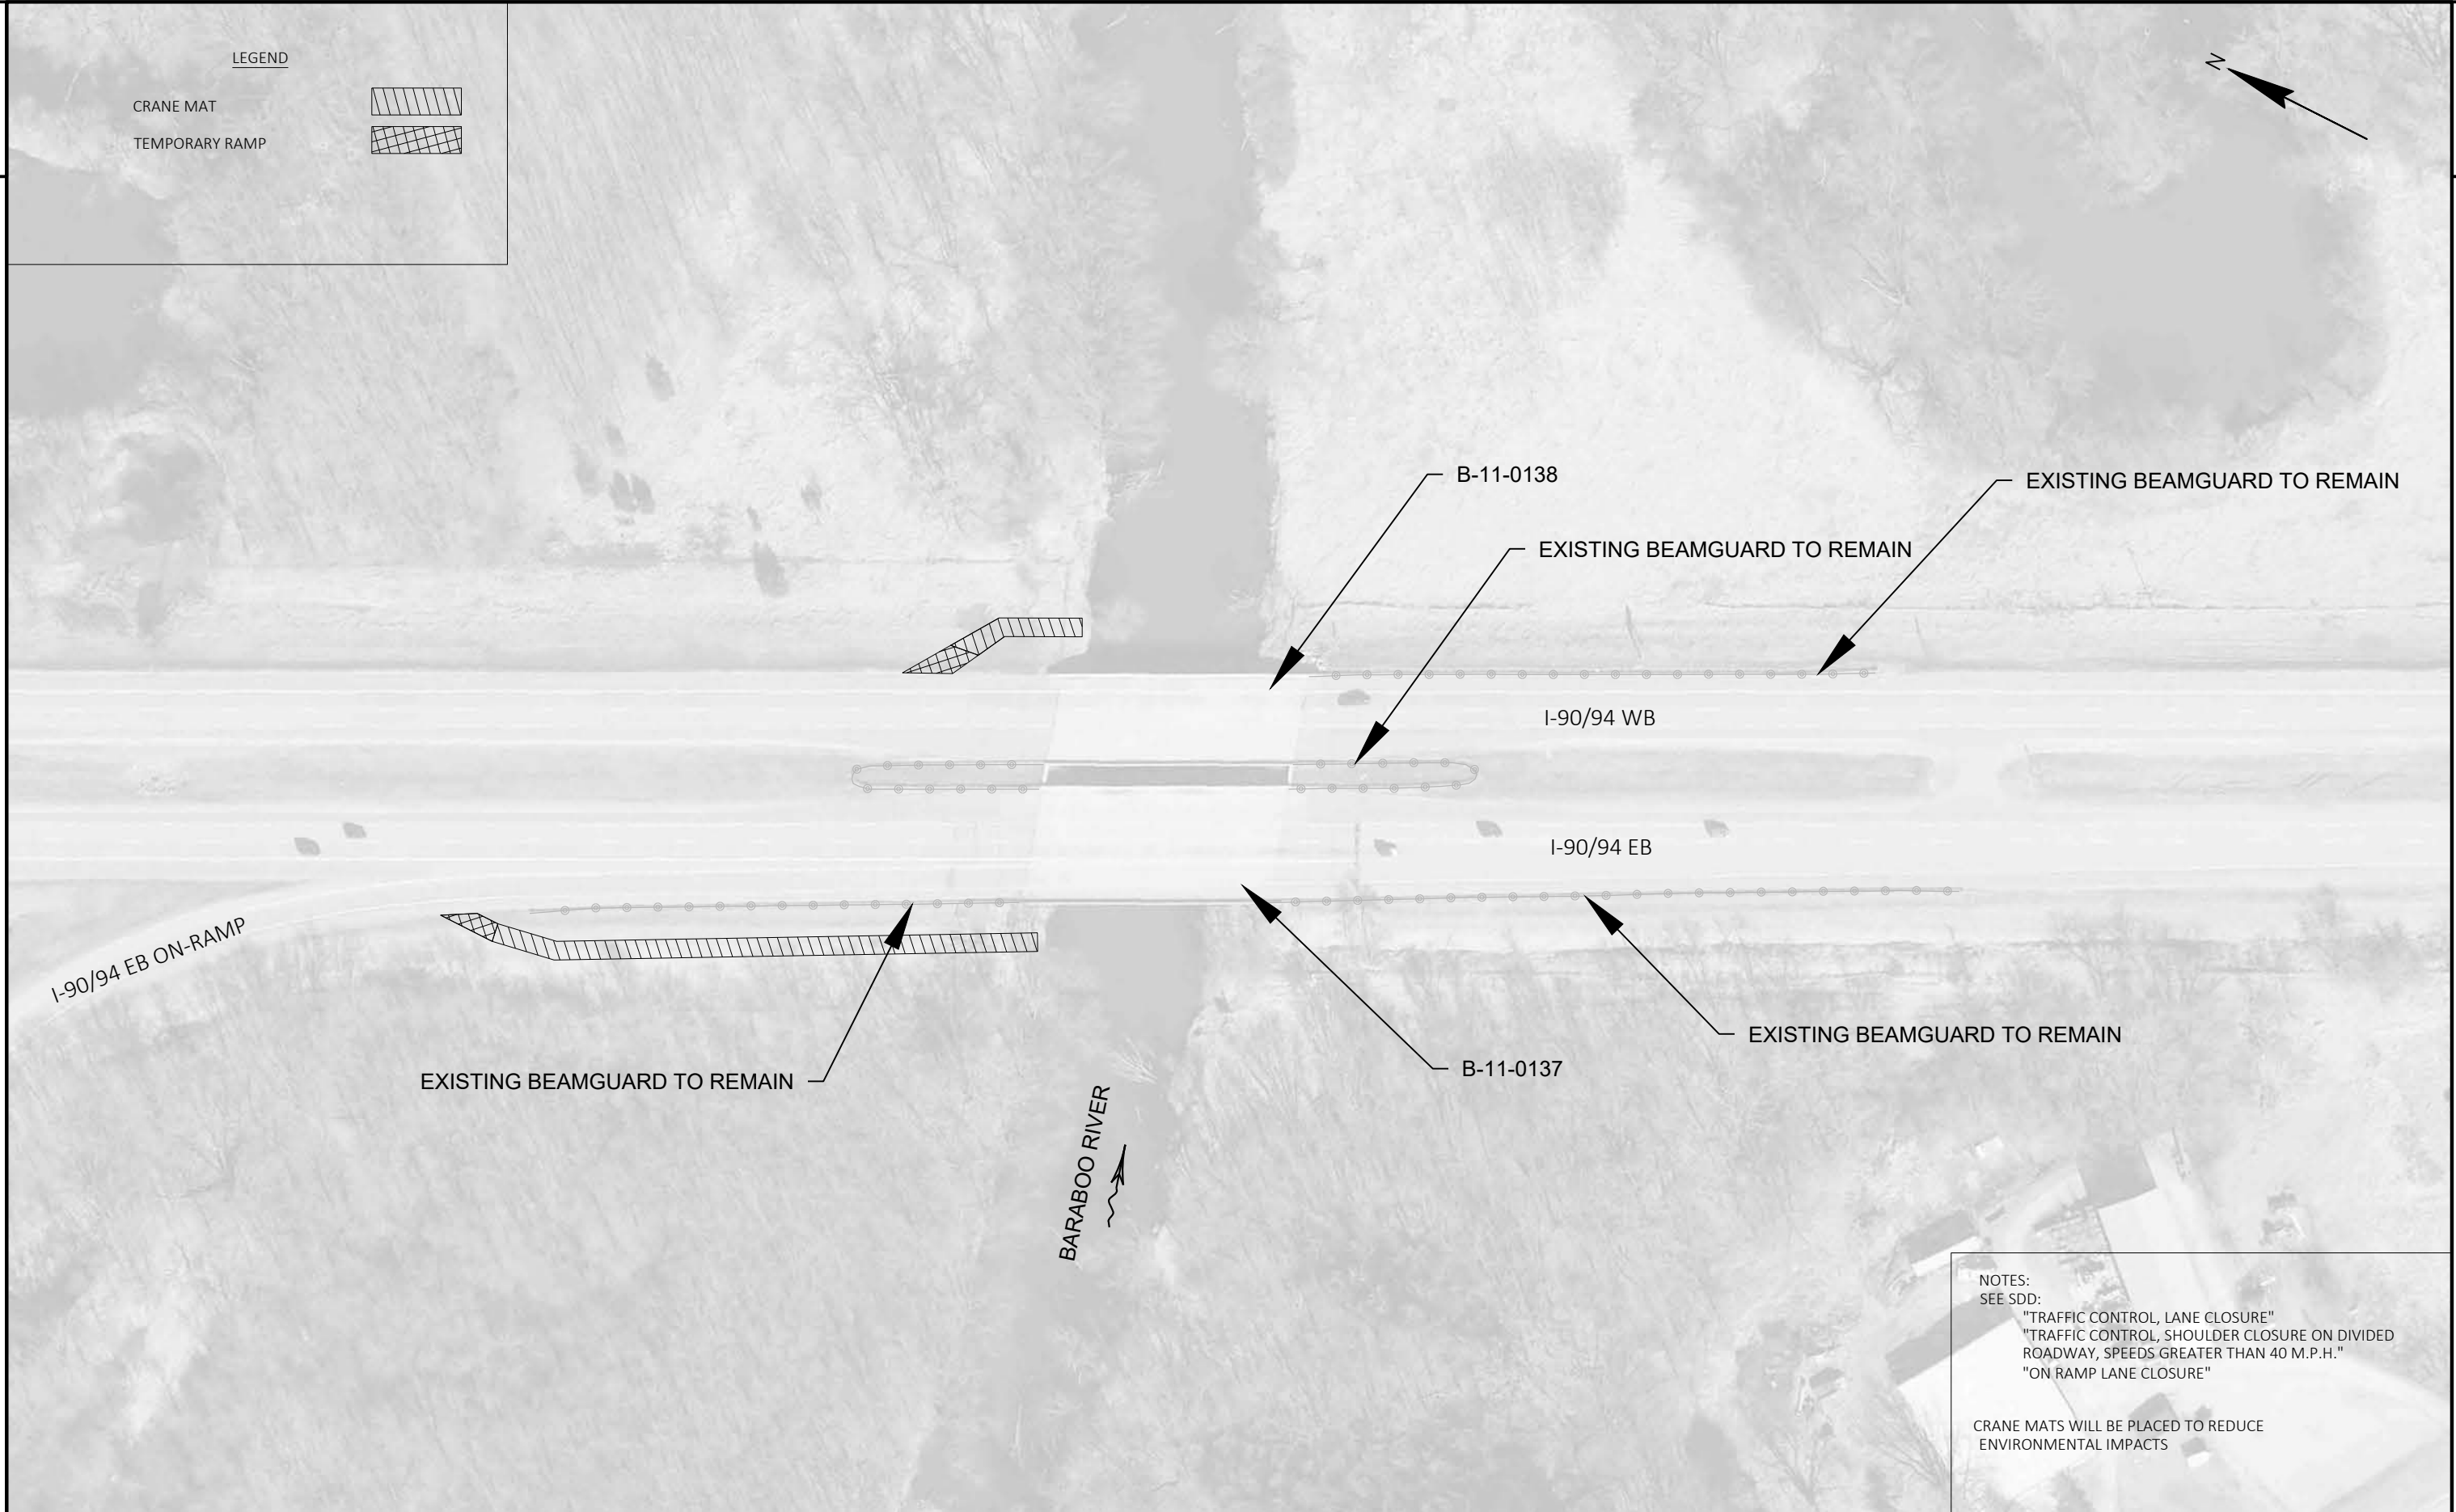 LEGEND
CRANE MAT
TEMPORARY RAMP
N
B-11-0138
EXISTING BEAMGUARD TO REMAIN
EXISTING BEAMGUARD TO REMAIN
I-90/94 WB
I-90/94 EB
I-90/94 EB ON-RAMP
EXISTING BEAMGUARD TO REMAIN
B-11-0137
EXISTING BEAMGUARD TO REMAIN
BARABOO RIVER
NOTES:
SEE SDD:
"TRAFFIC CONTROL, LANE CLOSURE"
"TRAFFIC CONTROL, SHOULDER CLOSURE ON DIVIDED
ROADWAY, SPEEDS GREATER THAN 40 M.P.H."
"ON RAMP LANE CLOSURE"
CRANE MATS WILL BE PLACED TO REDUCE
ENVIRONMENTAL IMPACTS